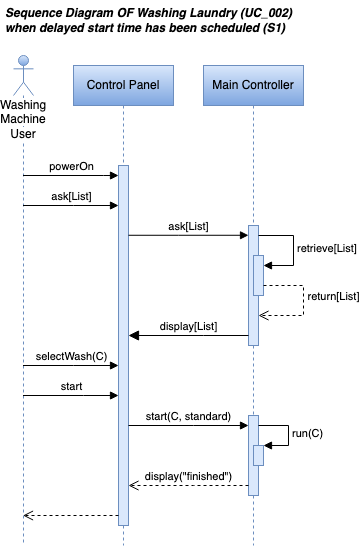 Sequence Diagram OF Washing Laundry (UC_002)
when delayed start time has been scheduled (S1)
Washing
Machine
User
Control Panel
Main Controller
powerOn
ask[List]
ask[List]
retrieve[List]
return[List]
display[List]
selectWash(C)
start
start(C, standard)
run(C)
display("finished")